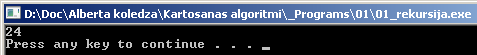 D:\Doc\Alberta koledza\Kartosanas algoritmi\_Programs\01\01_rekursija.exe
24
Press any key to continue . . . _